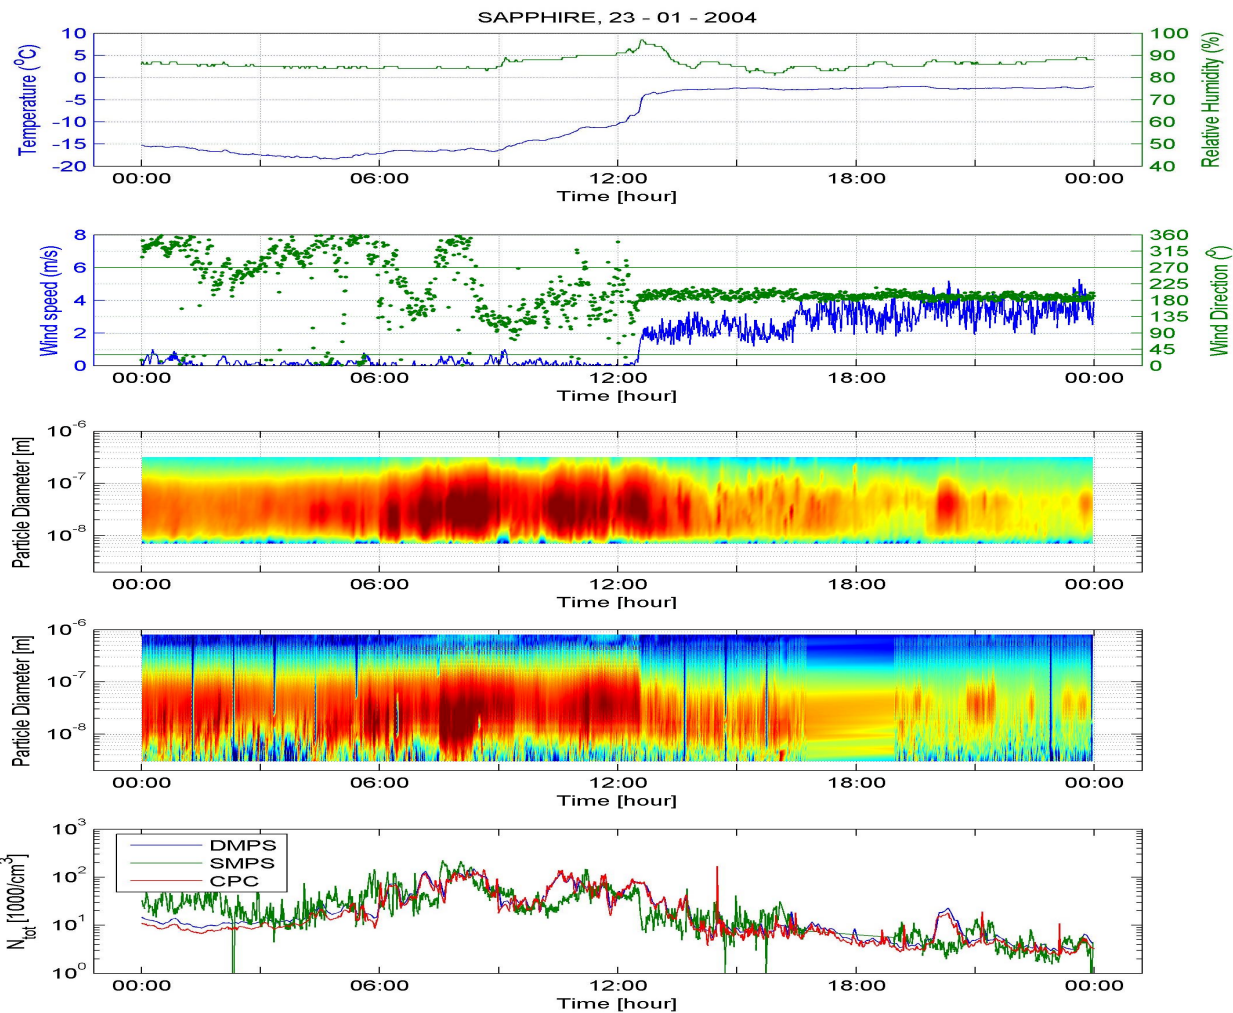 SAPPHIRE, 23 - 01 - 2004
10 5 0 -5 -10 -15 -20
Temperature (⁰C)
100 90 80 70 60 50 40
Relative Humidity (%)
00:00 06:00 12:00 18:00 00:00
Time [hour]
8 6 4 2 0
Wind speed (m/s)
360 315 270 225 180 135 90 45 0
Wind Direction (⁰)
00:00 06:00 12:00 18:00 00:00
Time [hour]
10⁻⁶ 10⁻⁷ 10⁻⁸
Particle Diameter [m]
00:00 06:00 12:00 18:00 00:00
Time [hour]
10⁻⁶ 10⁻⁷ 10⁻⁸
Particle Diameter [m]
00:00 06:00 12:00 18:00 00:00
Time [hour]
10³ 10² 10¹ 10⁰
N_tot [1000/cm³]
DMPS
SMPS
CPC
00:00 06:00 12:00 18:00 00:00
Time [hour]